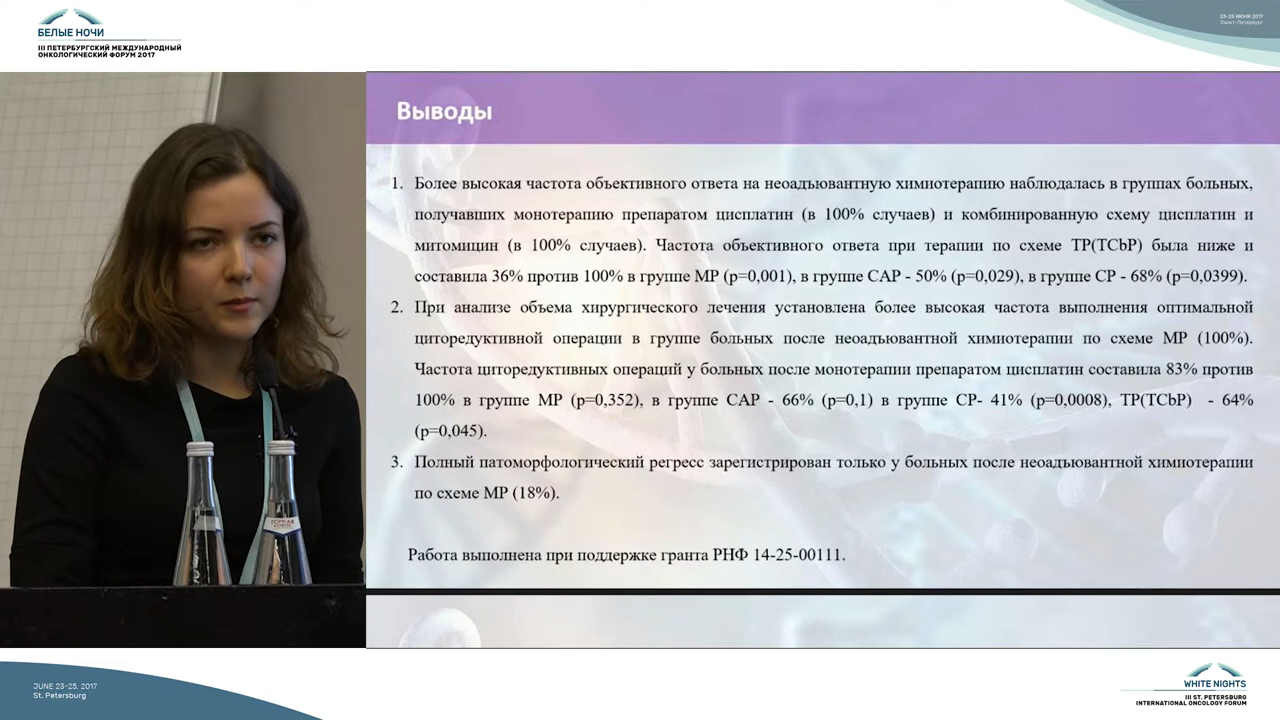 БЕЛЫЕ НОЧИ
III ПЕТЕРБУРГСКИЙ МЕЖДУНАРОДНЫЙ
ОНКОЛОГИЧЕСКИЙ ФОРУМ 2017
23-25 ИЮНЯ 2017
Санкт-Петербург
Выводы
1. Более высокая частота объективного ответа на неоадъювантную химиотерапию наблюдалась в группах больных,
получавших монотерапию препаратом цисплатин (в 100% случаев) и комбинированную схему цисплатин и
митомицин (в 100% случаев). Частота объективного ответа при терапии по схеме TP(TCbP) была ниже и
составила 36% против 100% в группе MP (p=0,001), в группе CAP - 50% (p=0,029), в группе CP - 68% (p=0,0399).
2. При анализе объема хирургического лечения установлена более высокая частота выполнения оптимальной
циторедуктивной операции в группе больных после неоадъювантной химиотерапии по схеме MP (100%).
Частота циторедуктивных операций у больных после монотерапии препаратом цисплатин составила 83% против
100% в группе MP (p=0,352), в группе CAP - 66% (p=0,1) в группе CP- 41% (p=0,0008), TP(TCbP) - 64%
(p=0,045).
3. Полный патоморфологический регресс зарегистрирован только у больных после неоадъювантной химиотерапии
по схеме MP (18%).
Работа выполнена при поддержке гранта РНФ 14-25-00111.
JUNE 23-25, 2017
St. Petersburg
WHITE NIGHTS
III ST. PETERSBURG
INTERNATIONAL ONCOLOGY FORUM